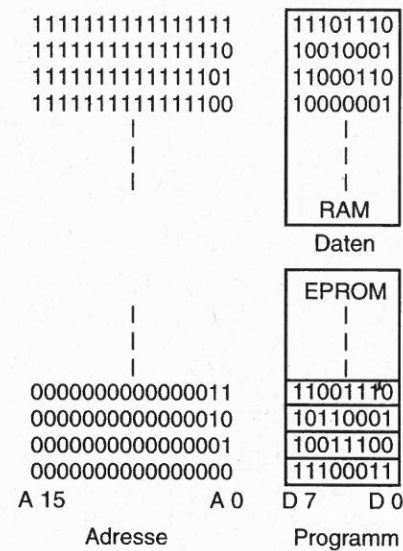 1111111111111111 11101110
1111111111111110 10010001
1111111111111101 11000110
1111111111111100 10000001
RAM
Daten
EPROM
0000000000000011 11001110
0000000000000010 10110001
0000000000000001 10011100
0000000000000000 11100011
A 15 A 0 D 7 D 0
Adresse Programm